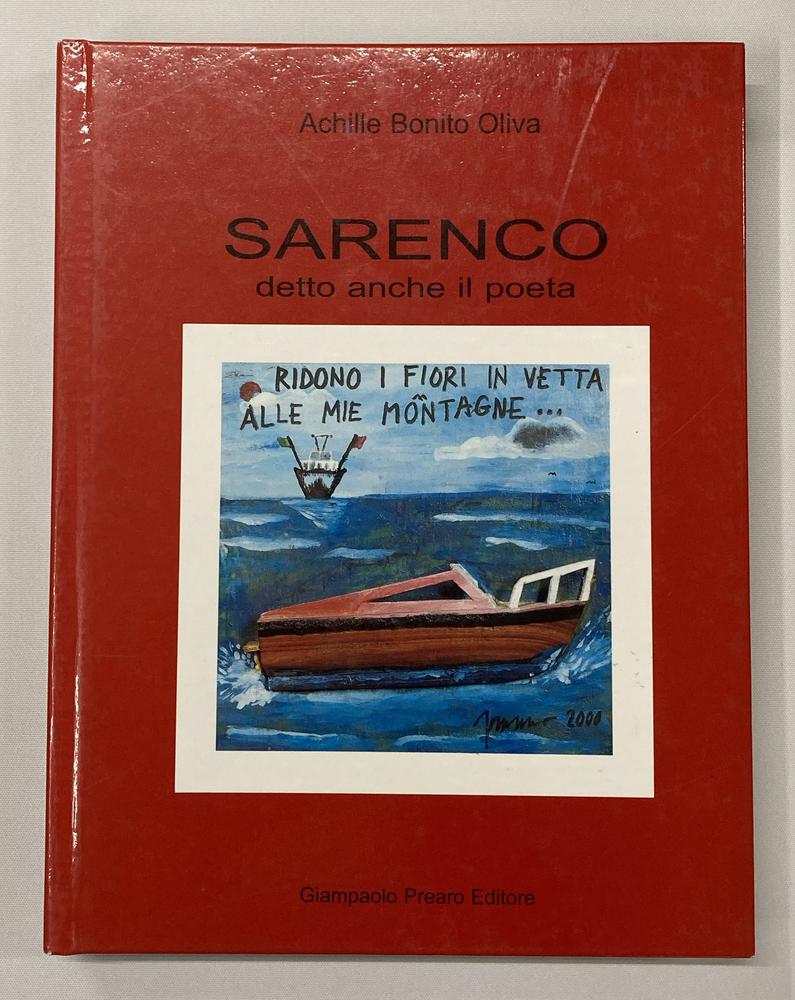 Achille Bonito Oliva
SARENCO
detto anche il poeta
RIDONO I FIORI IN VETTA
ALLE MIE MONTAGNE...
2000
Giampaolo Prearo Editore